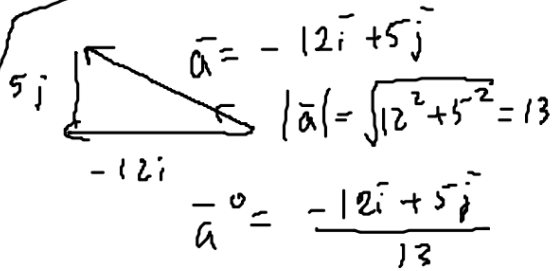 ā = - 12ī + 5j̄
5j
|ā| = √(12² + 5²) = 13
-12i
ā° = (-12ī + 5j̄)/13